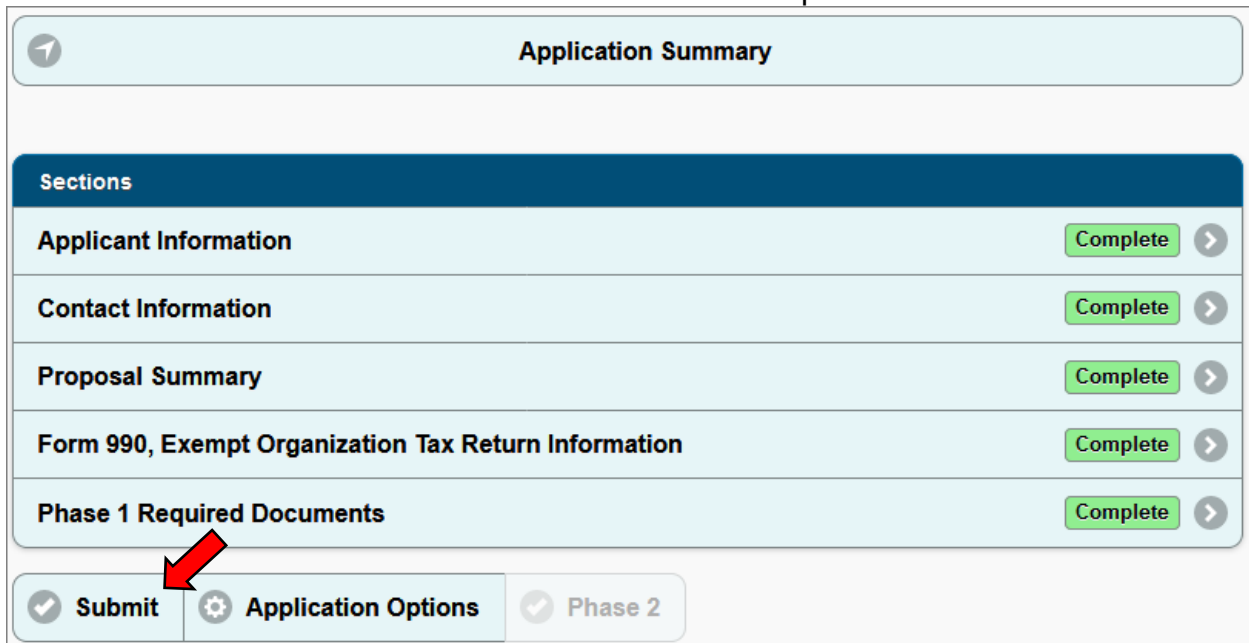 Application Summary
Sections
Applicant Information Complete
Contact Information Complete
Proposal Summary Complete
Form 990, Exempt Organization Tax Return Information Complete
Phase 1 Required Documents Complete
Submit Application Options Phase 2